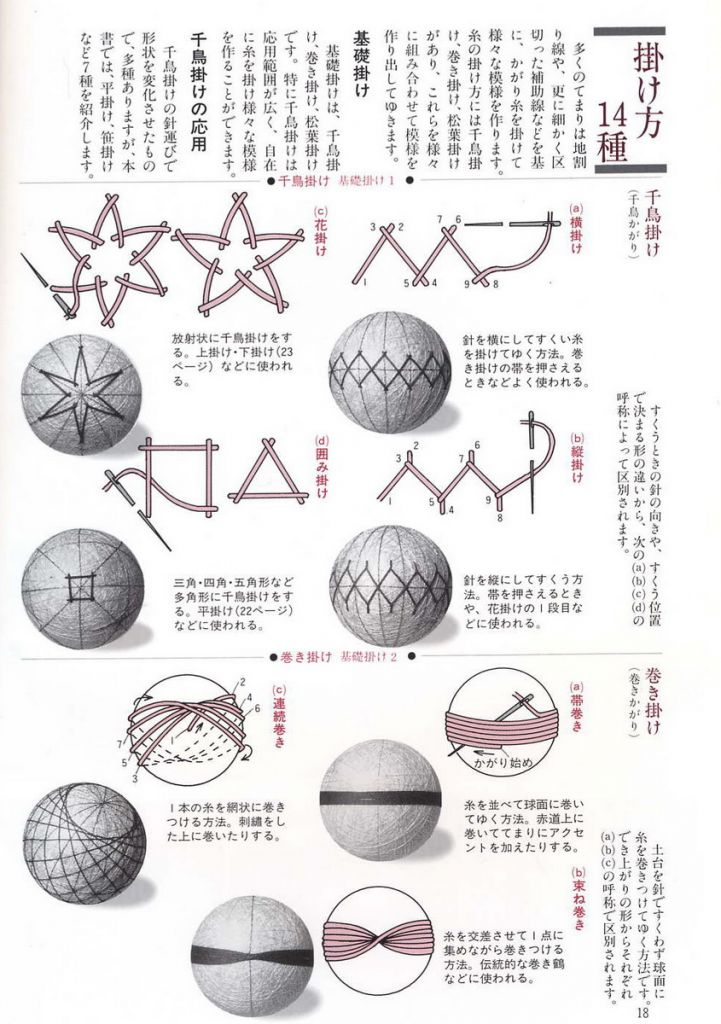 掛け方
14種
多くのてまりは地割
り線や、更に細かく区
切った補助線などを基
に、かがり糸を掛けて
様々な模様を作ります。
糸の掛け方には千鳥掛
け、巻き掛け、松葉掛け
があり、これらを様々
に組み合わせて模様を
作り出してゆきます。
基礎掛け
基礎掛けは、千鳥掛
け、巻き掛け、松葉掛け
です。特に千鳥掛けは
応用範囲が広く、自在
に糸を掛け様々な模様
を作ることができます。
千鳥掛けの応用
千鳥掛けの針運びで
形状を変化させたもの
で、多種ありますが、本
書では、平掛け、笹掛け
など7種を紹介します。
●千鳥掛け 基礎掛け1●
千鳥掛け
(千鳥かがり)
すくうときの針の向きや、すくう位置
で決まる形の違いから、次の(a)(b)(c)(d)の
呼称によって区別されます。
(a)横掛け
3 2 7 6
1 5 4 9 8
針を横にしてすくい糸
を掛けてゆく方法。巻
き掛けの帯を押さえる
ときなどよく使われる。
(b)縦掛け
3 2 7 6
1 5 4 9 8
針を縦にしてすくう方
法。帯を押さえるとき
や、花掛けの1段目な
どに使われる。
(c)花掛け
放射状に千鳥掛けをす
る。上掛け・下掛け(23
ページ)などに使われ
る。
(d)囲み掛け
三角・四角・五角形など
多角形に千鳥掛けをす
る。平掛け(22ページ)
などに使われる。
●巻き掛け 基礎掛け2●
巻き掛け
(巻きかがり)
土台を針ですくわず球面に
糸を巻きつけてゆく方法です。
でき上がりの形からそれぞれ
(a)(b)(c)の呼称で区別されます。
(a)帯巻き
かがり始め
糸を並べて球面に巻い
てゆく方法。赤道上に
巻いててまりにアクセ
ントを加えたりする。
(b)束ね巻き
糸を交差させて1点に
集めながら巻きつける
方法。伝統的な巻き鶴
などに使われる。
(c)連続巻き
2
4
6
1
7
5
3
1本の糸を網状に巻き
つける方法。刺繡をし
た上に巻いたりする。
18